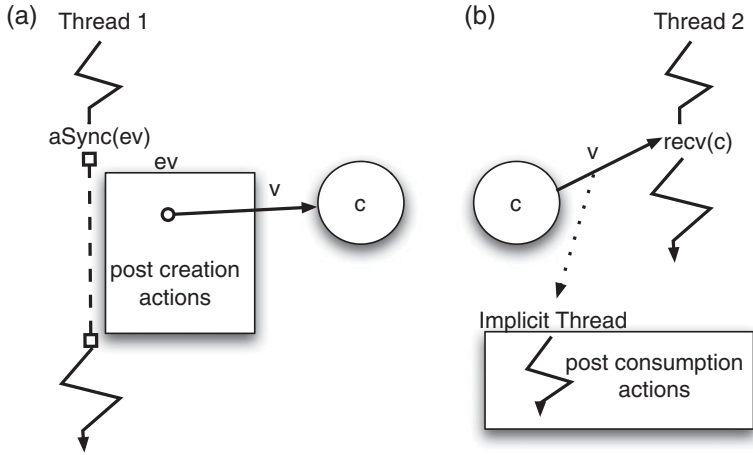 (a)
Thread 1
aSync(ev)
ev
v
c
post creation
actions
(b)
Thread 2
recv(c)
v
c
Implicit Thread
post consumption
actions